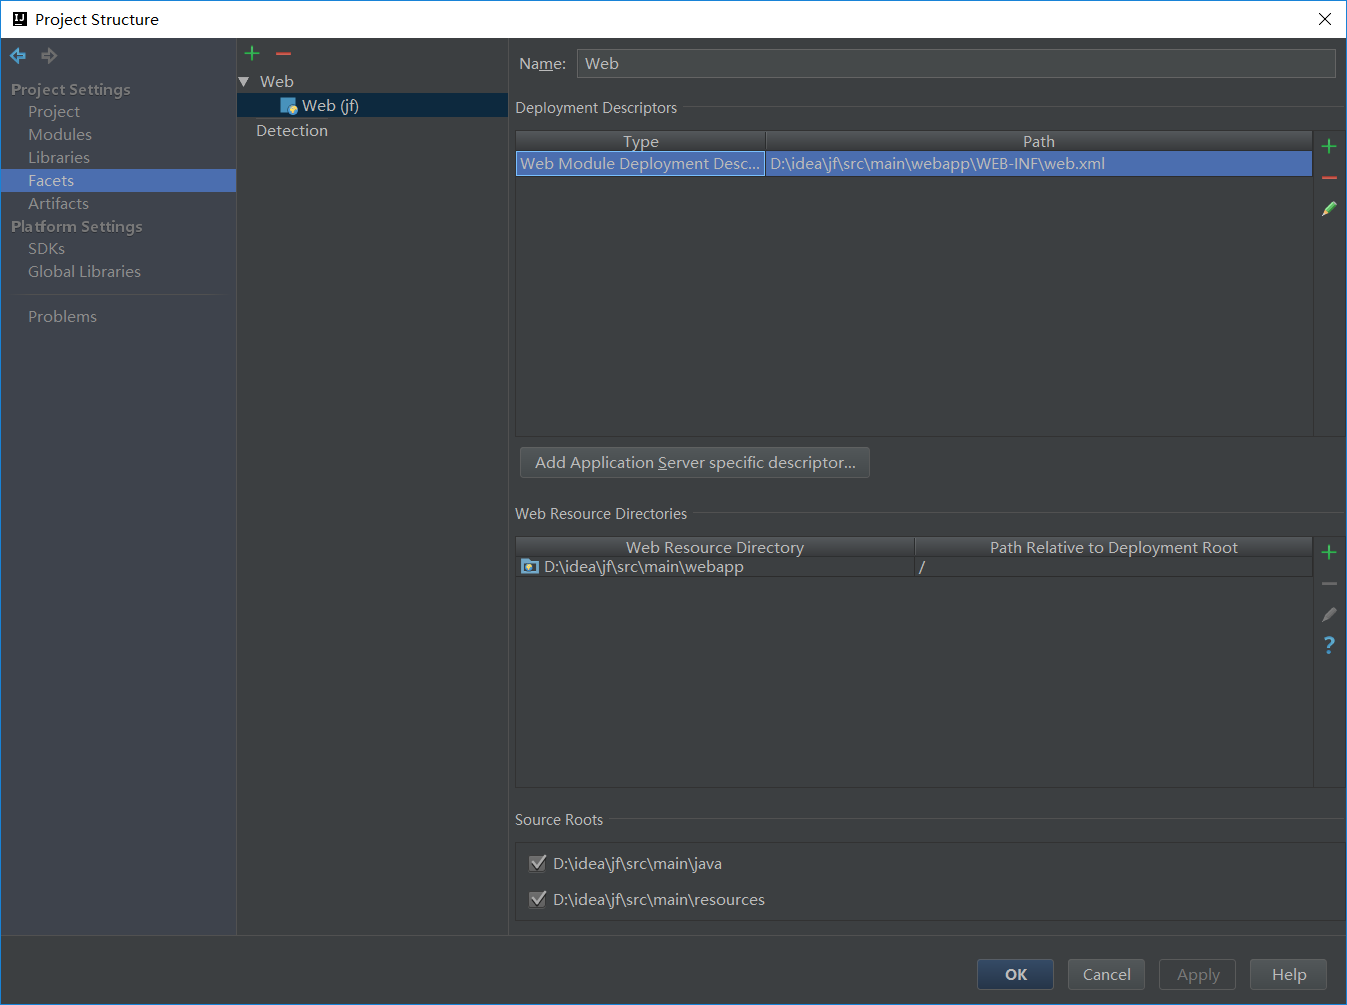 Project Structure
Project Settings
Project
Modules
Libraries
Facets
Artifacts
Platform Settings
SDKs
Global Libraries
Problems
Web
Web (jf)
Detection
Name: Web
Deployment Descriptors
Type Path
Web Module Deployment Desc... D:\idea\jf\src\main\webapp\WEB-INF\web.xml
Add Application Server specific descriptor...
Web Resource Directories
Web Resource Directory Path Relative to Deployment Root
D:\idea\jf\src\main\webapp /
Source Roots
D:\idea\jf\src\main\java
D:\idea\jf\src\main\resources
OK Cancel Apply Help